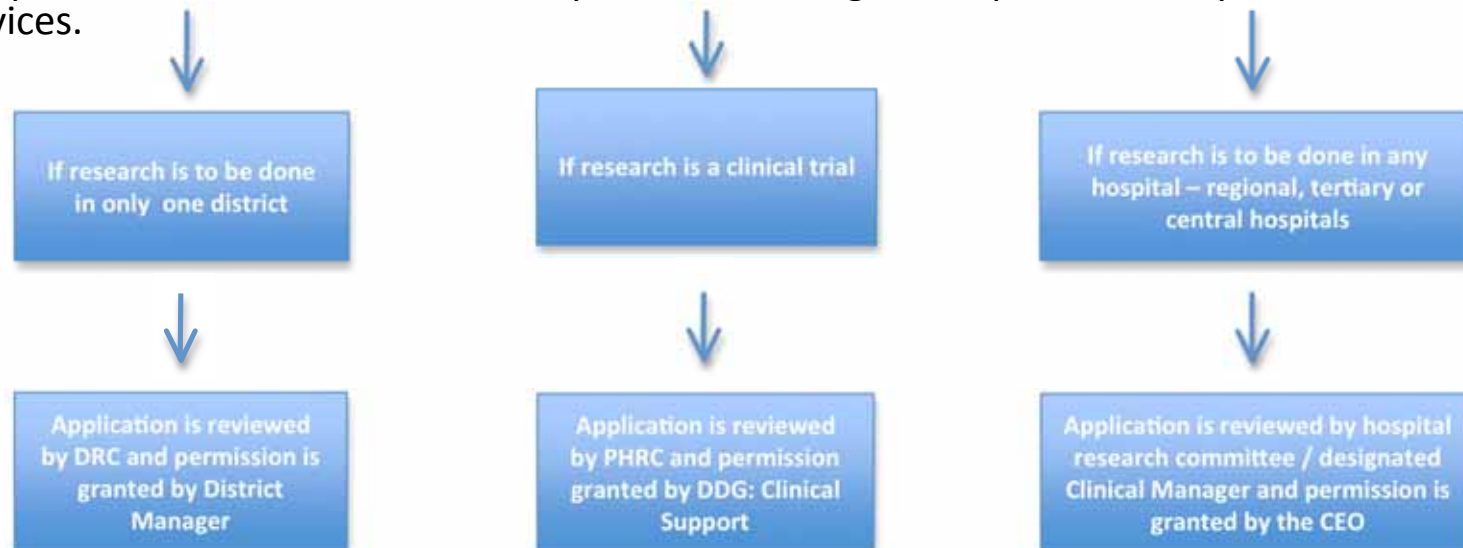 vices.
If research is to be done
in only one district
If research is a clinical trial
If research is to be done in any
hospital – regional, tertiary or
central hospitals
Application is reviewed
by DRC and permission is
granted by District
Manager
Application is reviewed
by PHRC and permission
granted by DDG: Clinical
Support
Application is reviewed by hospital
research committee / designated
Clinical Manager and permission is
granted by the CEO